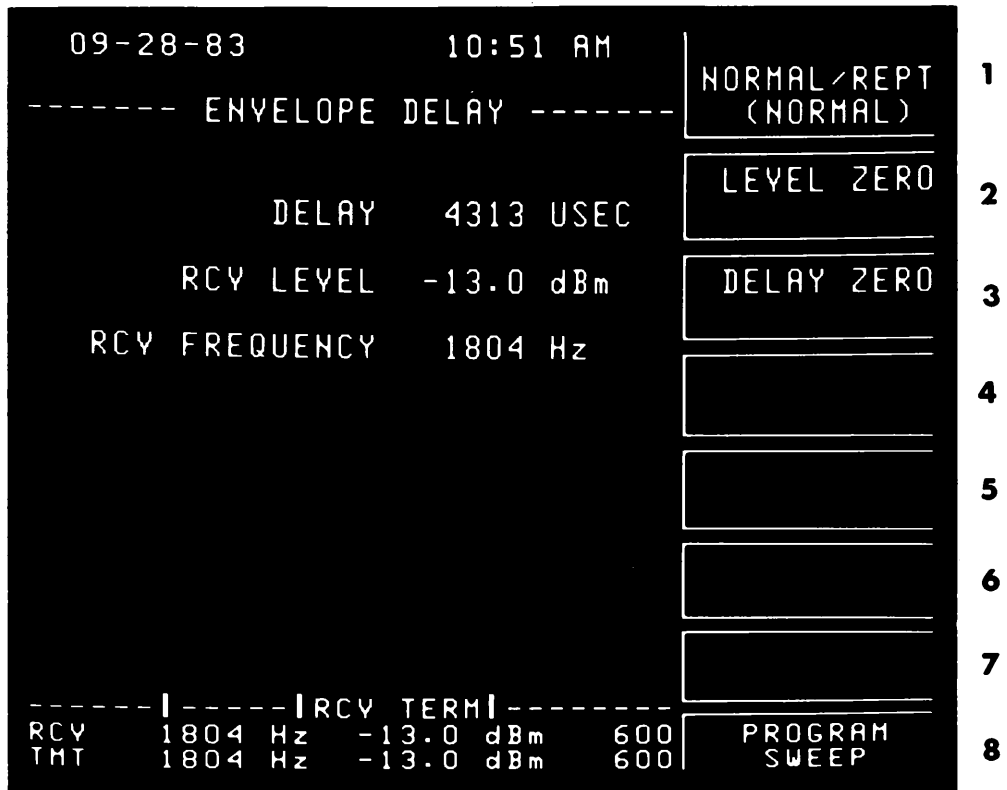 09-28-83 10:51 AM
------- ENVELOPE DELAY -------
DELAY 4313 USEC
RCV LEVEL -13.0 dBm
RCV FREQUENCY 1804 Hz
------|-----|RCV TERM|--------
RCV 1804 Hz -13.0 dBm 600
TMT 1804 Hz -13.0 dBm 600
NORMAL/REPT
(NORMAL)
1
LEVEL ZERO
2
DELAY ZERO
3
4
5
6
7
PROGRAM
SWEEP
8